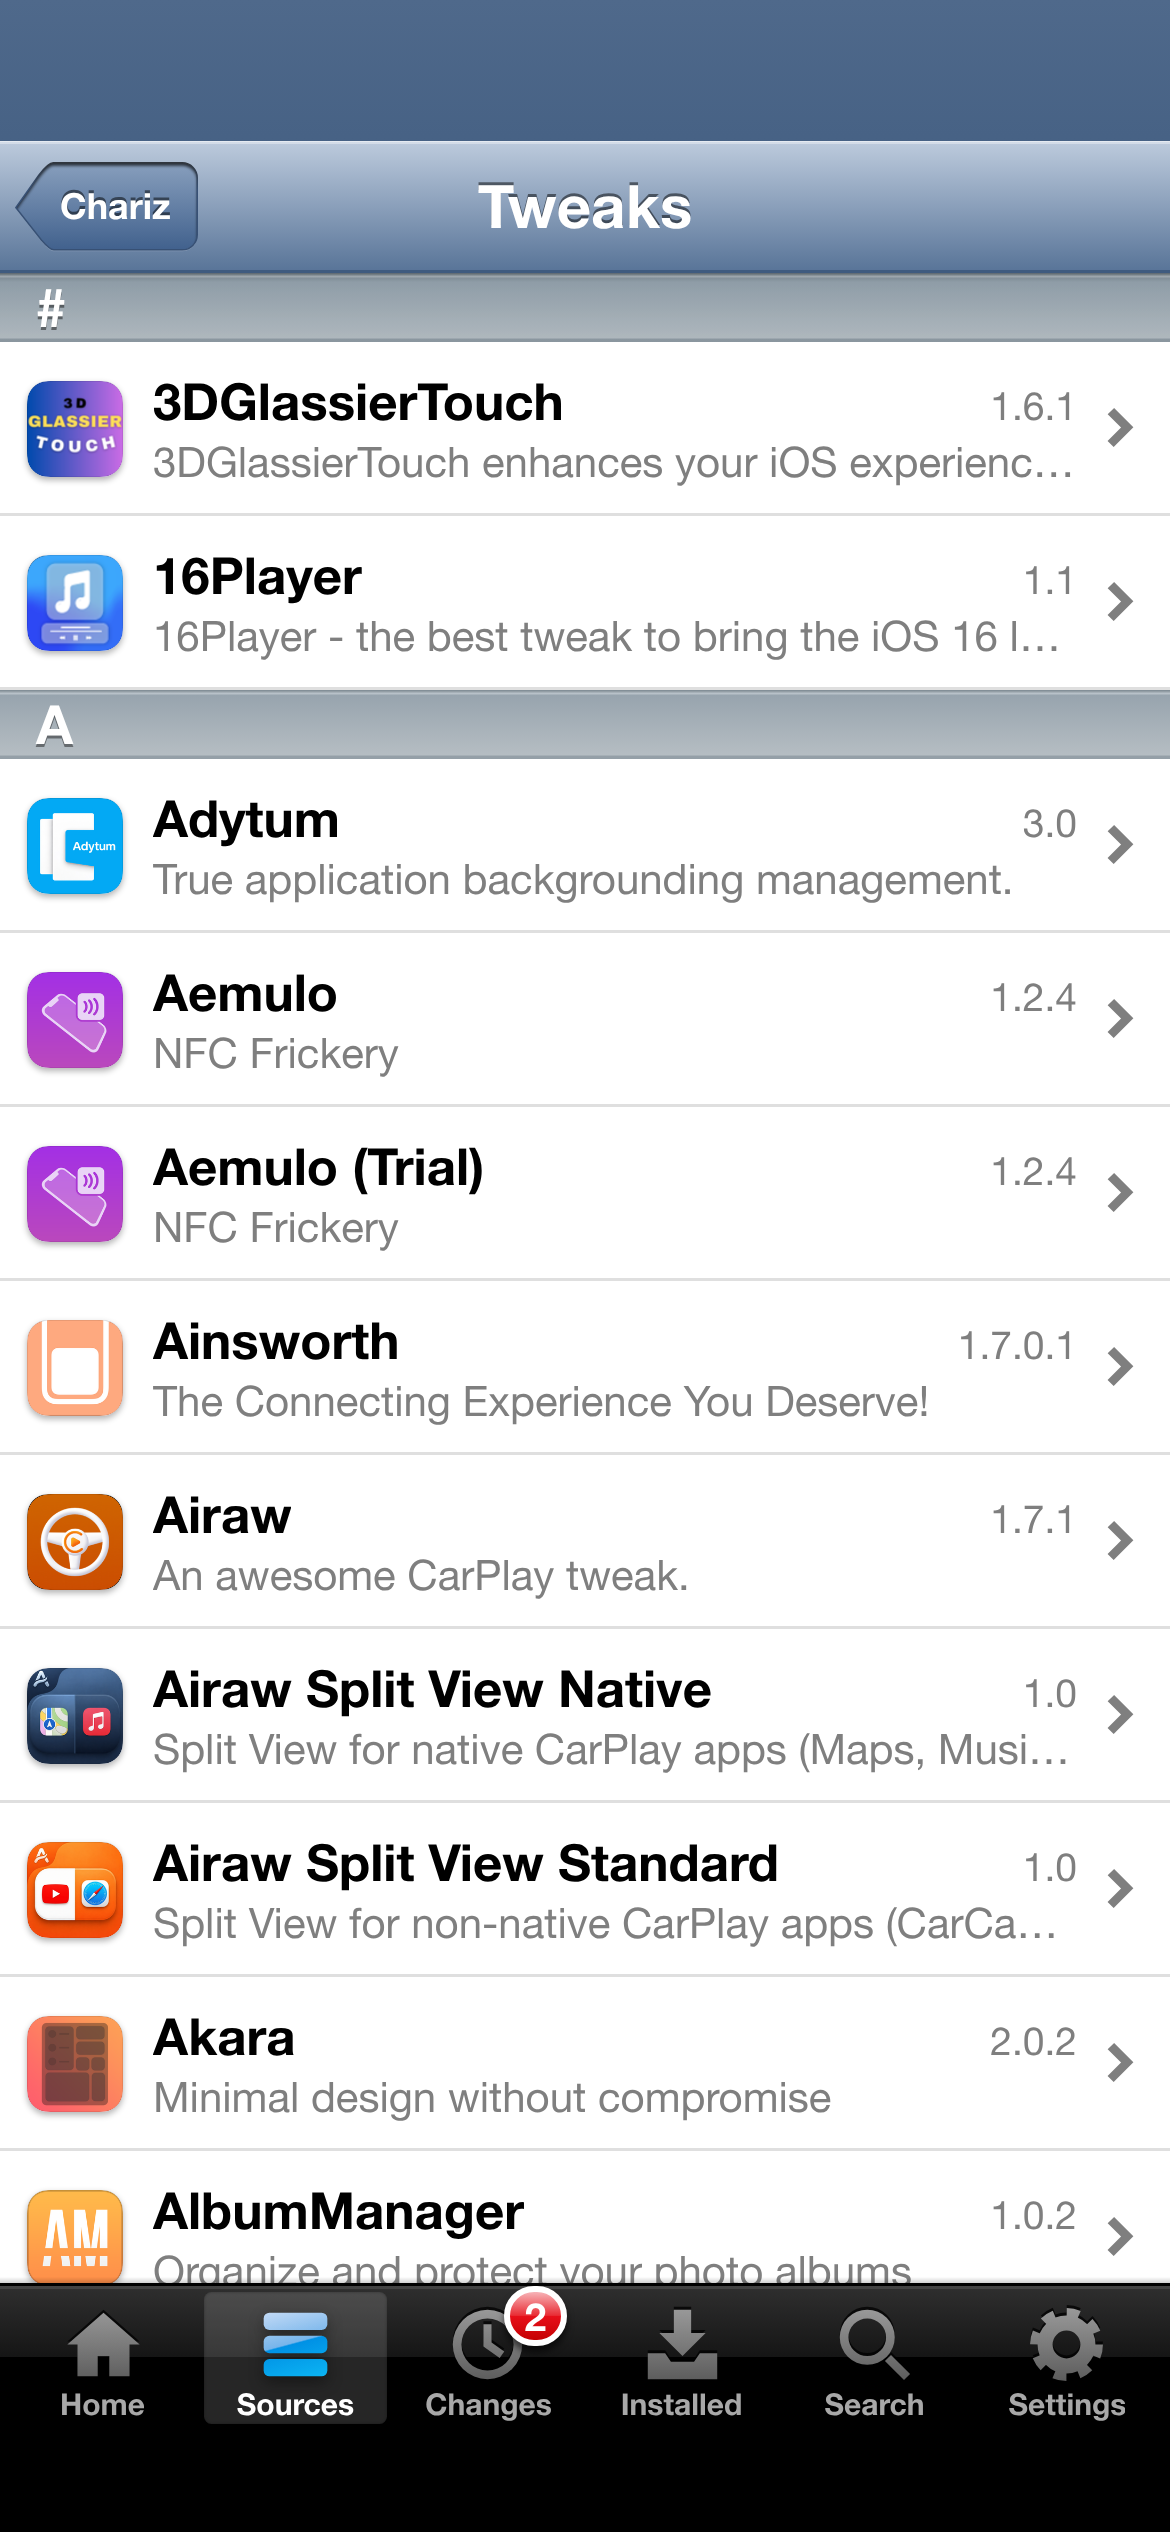 Chariz
Tweaks
#
3D
GLASSIER
TOUCH
3DGlassierTouch
1.6.1
3DGlassierTouch enhances your iOS experienc…
16Player
1.1
16Player - the best tweak to bring the iOS 16 l…
A
Adytum
Adytum
3.0
True application backgrounding management.
Aemulo
1.2.4
NFC Frickery
Aemulo (Trial)
1.2.4
NFC Frickery
Ainsworth
1.7.0.1
The Connecting Experience You Deserve!
Airaw
1.7.1
An awesome CarPlay tweak.
Airaw Split View Native
1.0
Split View for native CarPlay apps (Maps, Musi…
Airaw Split View Standard
1.0
Split View for non-native CarPlay apps (CarCa…
Akara
2.0.2
Minimal design without compromise
AM
AlbumManager
1.0.2
Organize and protect your photo albums
2
Home
Sources
Changes
Installed
Search
Settings